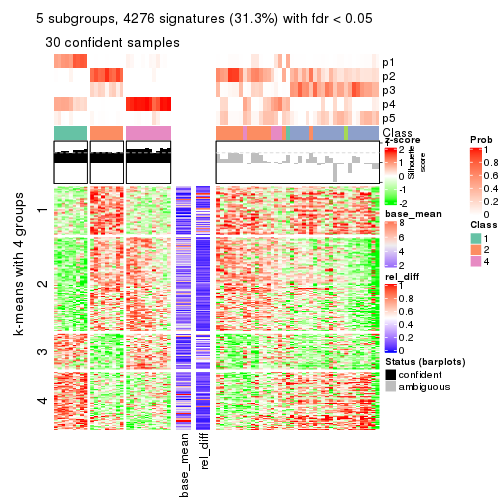 5 subgroups, 4276 signatures (31.3%) with fdr < 0.05
30 confident samples
p1
p2
p3
p4
p5
Class
z-score
2
1
0
-1
-2
Silhouette
score
Prob
1
0.8
0.6
0.4
0.2
0
Class
1
2
4
base_mean
8
6
4
2
rel_diff
1
0.8
0.6
0.4
0.2
0
Status (barplots)
confident
ambiguous
k-means with 4 groups
1
2
3
4
base_mean
rel_diff